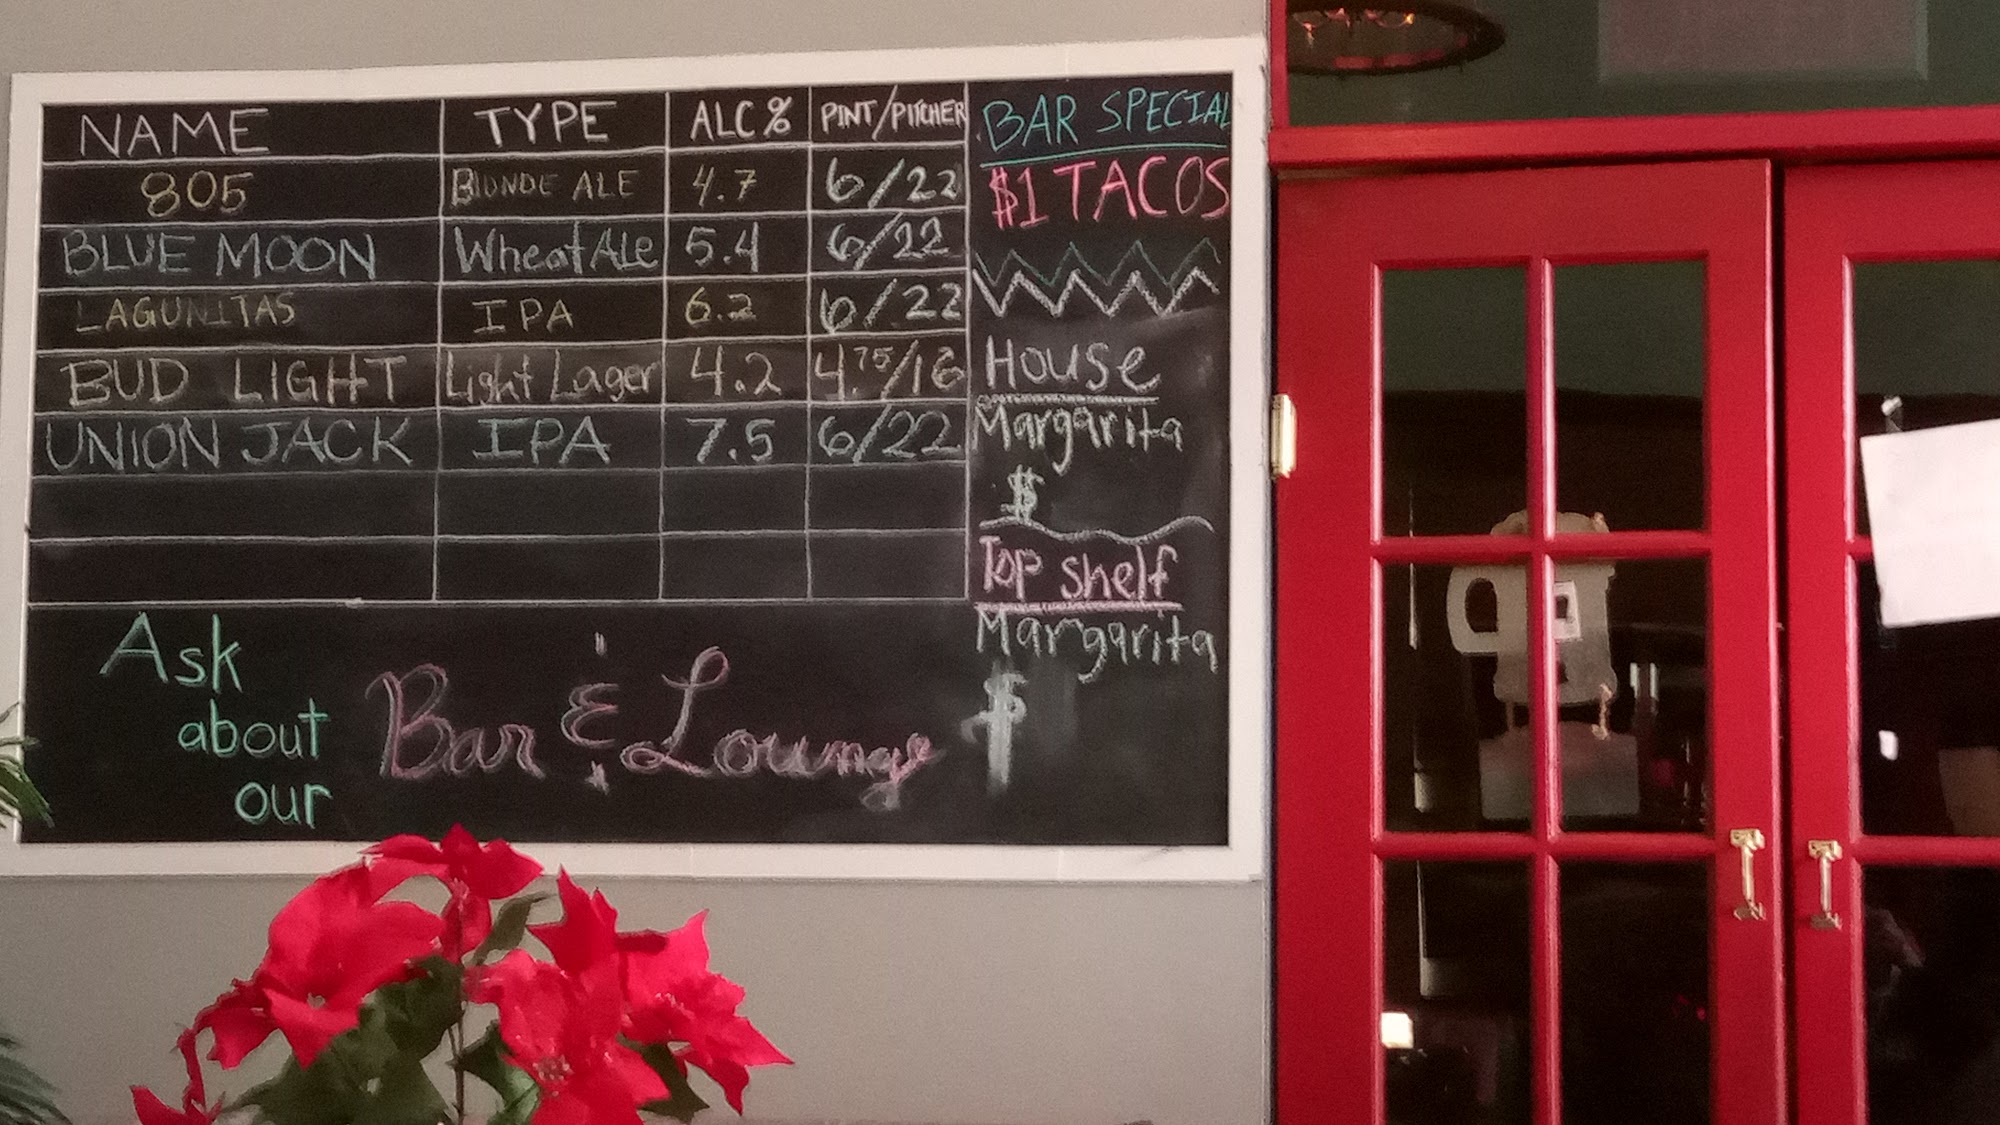 NAME TYPE ALC % PINT/PITCHER
805 BLONDE ALE 4.7 6/22
BLUE MOON Wheat Ale 5.4 6/22
LAGUNITAS IPA 6.2 6/22
BUD LIGHT Light Lager 4.2 4.75/16
UNION JACK IPA 7.5 6/22
Ask
about
our
Bar & Lounge
BAR SPECIAL
$1 TACOS
House
Margarita
$
Top shelf
Margarita
$